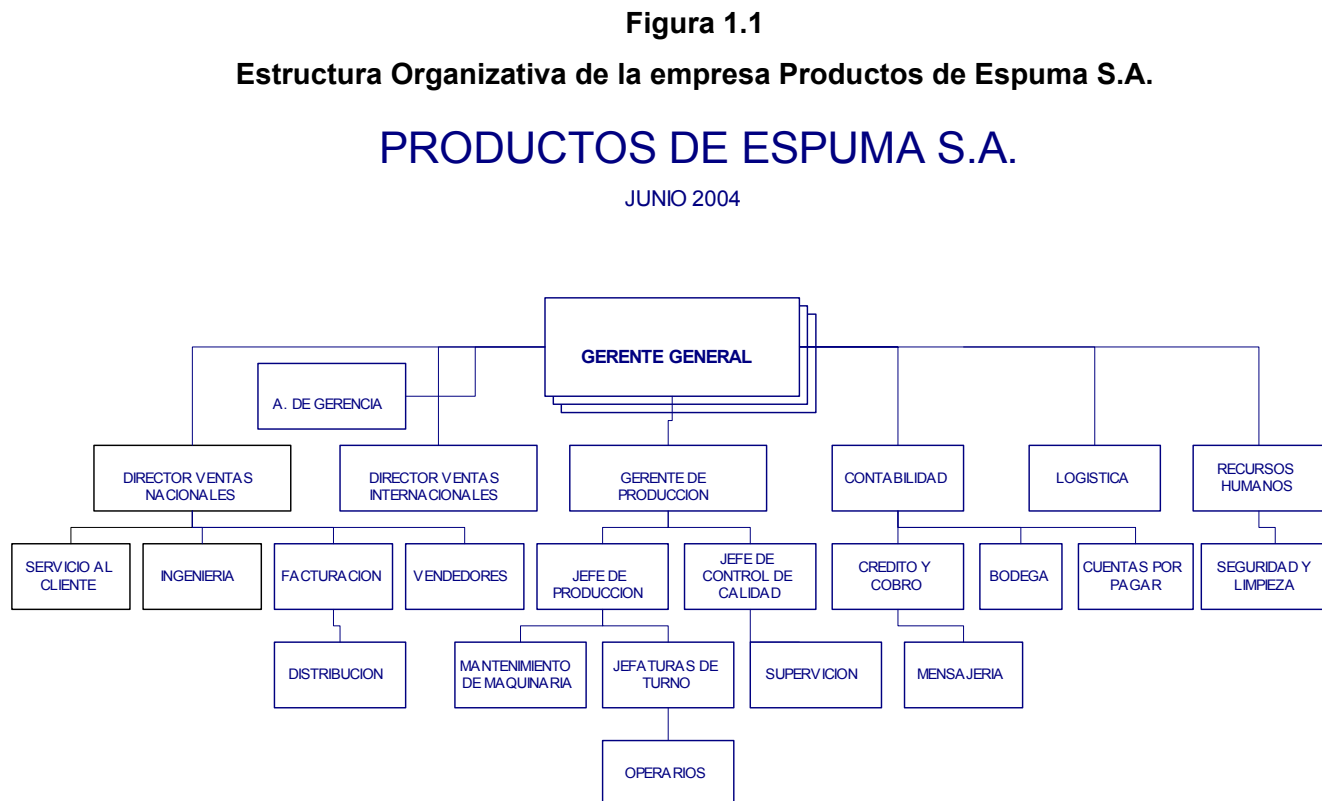 Figura 1.1
Estructura Organizativa de la empresa Productos de Espuma S.A.
PRODUCTOS DE ESPUMA S.A.
JUNIO 2004
GERENTE GENERAL
A. DE GERENCIA
DIRECTOR VENTAS
NACIONALES
DIRECTOR VENTAS
INTERNACIONALES
GERENTE DE
PRODUCCION
CONTABILIDAD
LOGISTICA
RECURSOS
HUMANOS
SERVICIO AL
CLIENTE
INGENIERIA
FACTURACION
VENDEDORES
JEFE DE
PRODUCCION
JEFE DE
CONTROL DE
CALIDAD
CREDITO Y
COBRO
BODEGA
CUENTAS POR
PAGAR
SEGURIDAD Y
LIMPIEZA
DISTRIBUCION
MANTENIMIENTO
DE MAQUINARIA
JEFATURAS DE
TURNO
SUPERVICION
MENSAJERIA
OPERARIOS